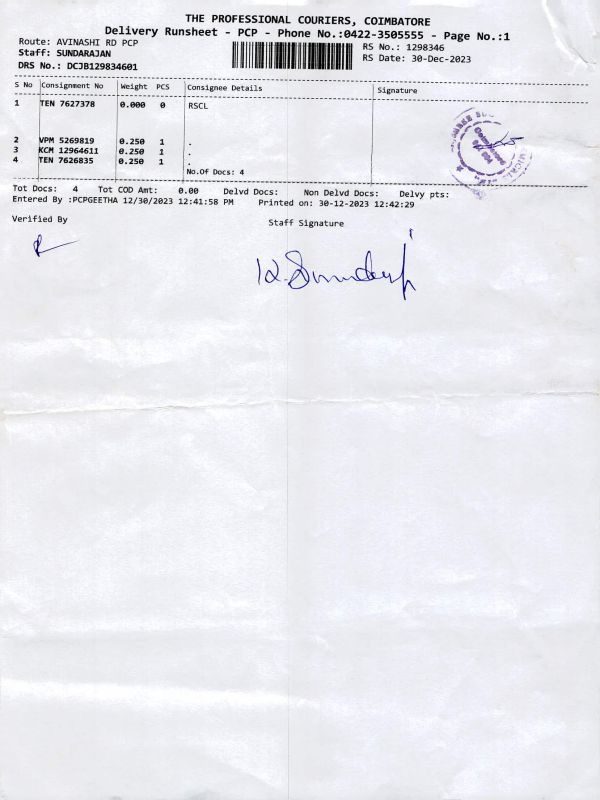 THE PROFESSIONAL COURIERS, COIMBATORE
Delivery Runsheet - PCP - Phone No.:0422-3505555 - Page No.:1
Route: AVINASHI RD PCP RS No.: 1298346
Staff: SUNDARAJAN RS Date: 30-Dec-2023
DRS No.: DCJB129834601
S No Consignment No Weight PCS Consignee Details Signature
1 TEN 7627378 0.000 0 RSCL
2 VPM 5269819 0.250 1 .
3 KCM 12964611 0.250 1 .
4 TEN 7626835 0.250 1 .
No.Of Docs: 4
Tot Docs: 4 Tot COD Amt: 0.00 Delvd Docs: Non Delvd Docs: Delvy pts:
Entered By :PCPGEETHA 12/30/2023 12:41:58 PM Printed on: 30-12-2023 12:42:29
Verified By Staff Signature